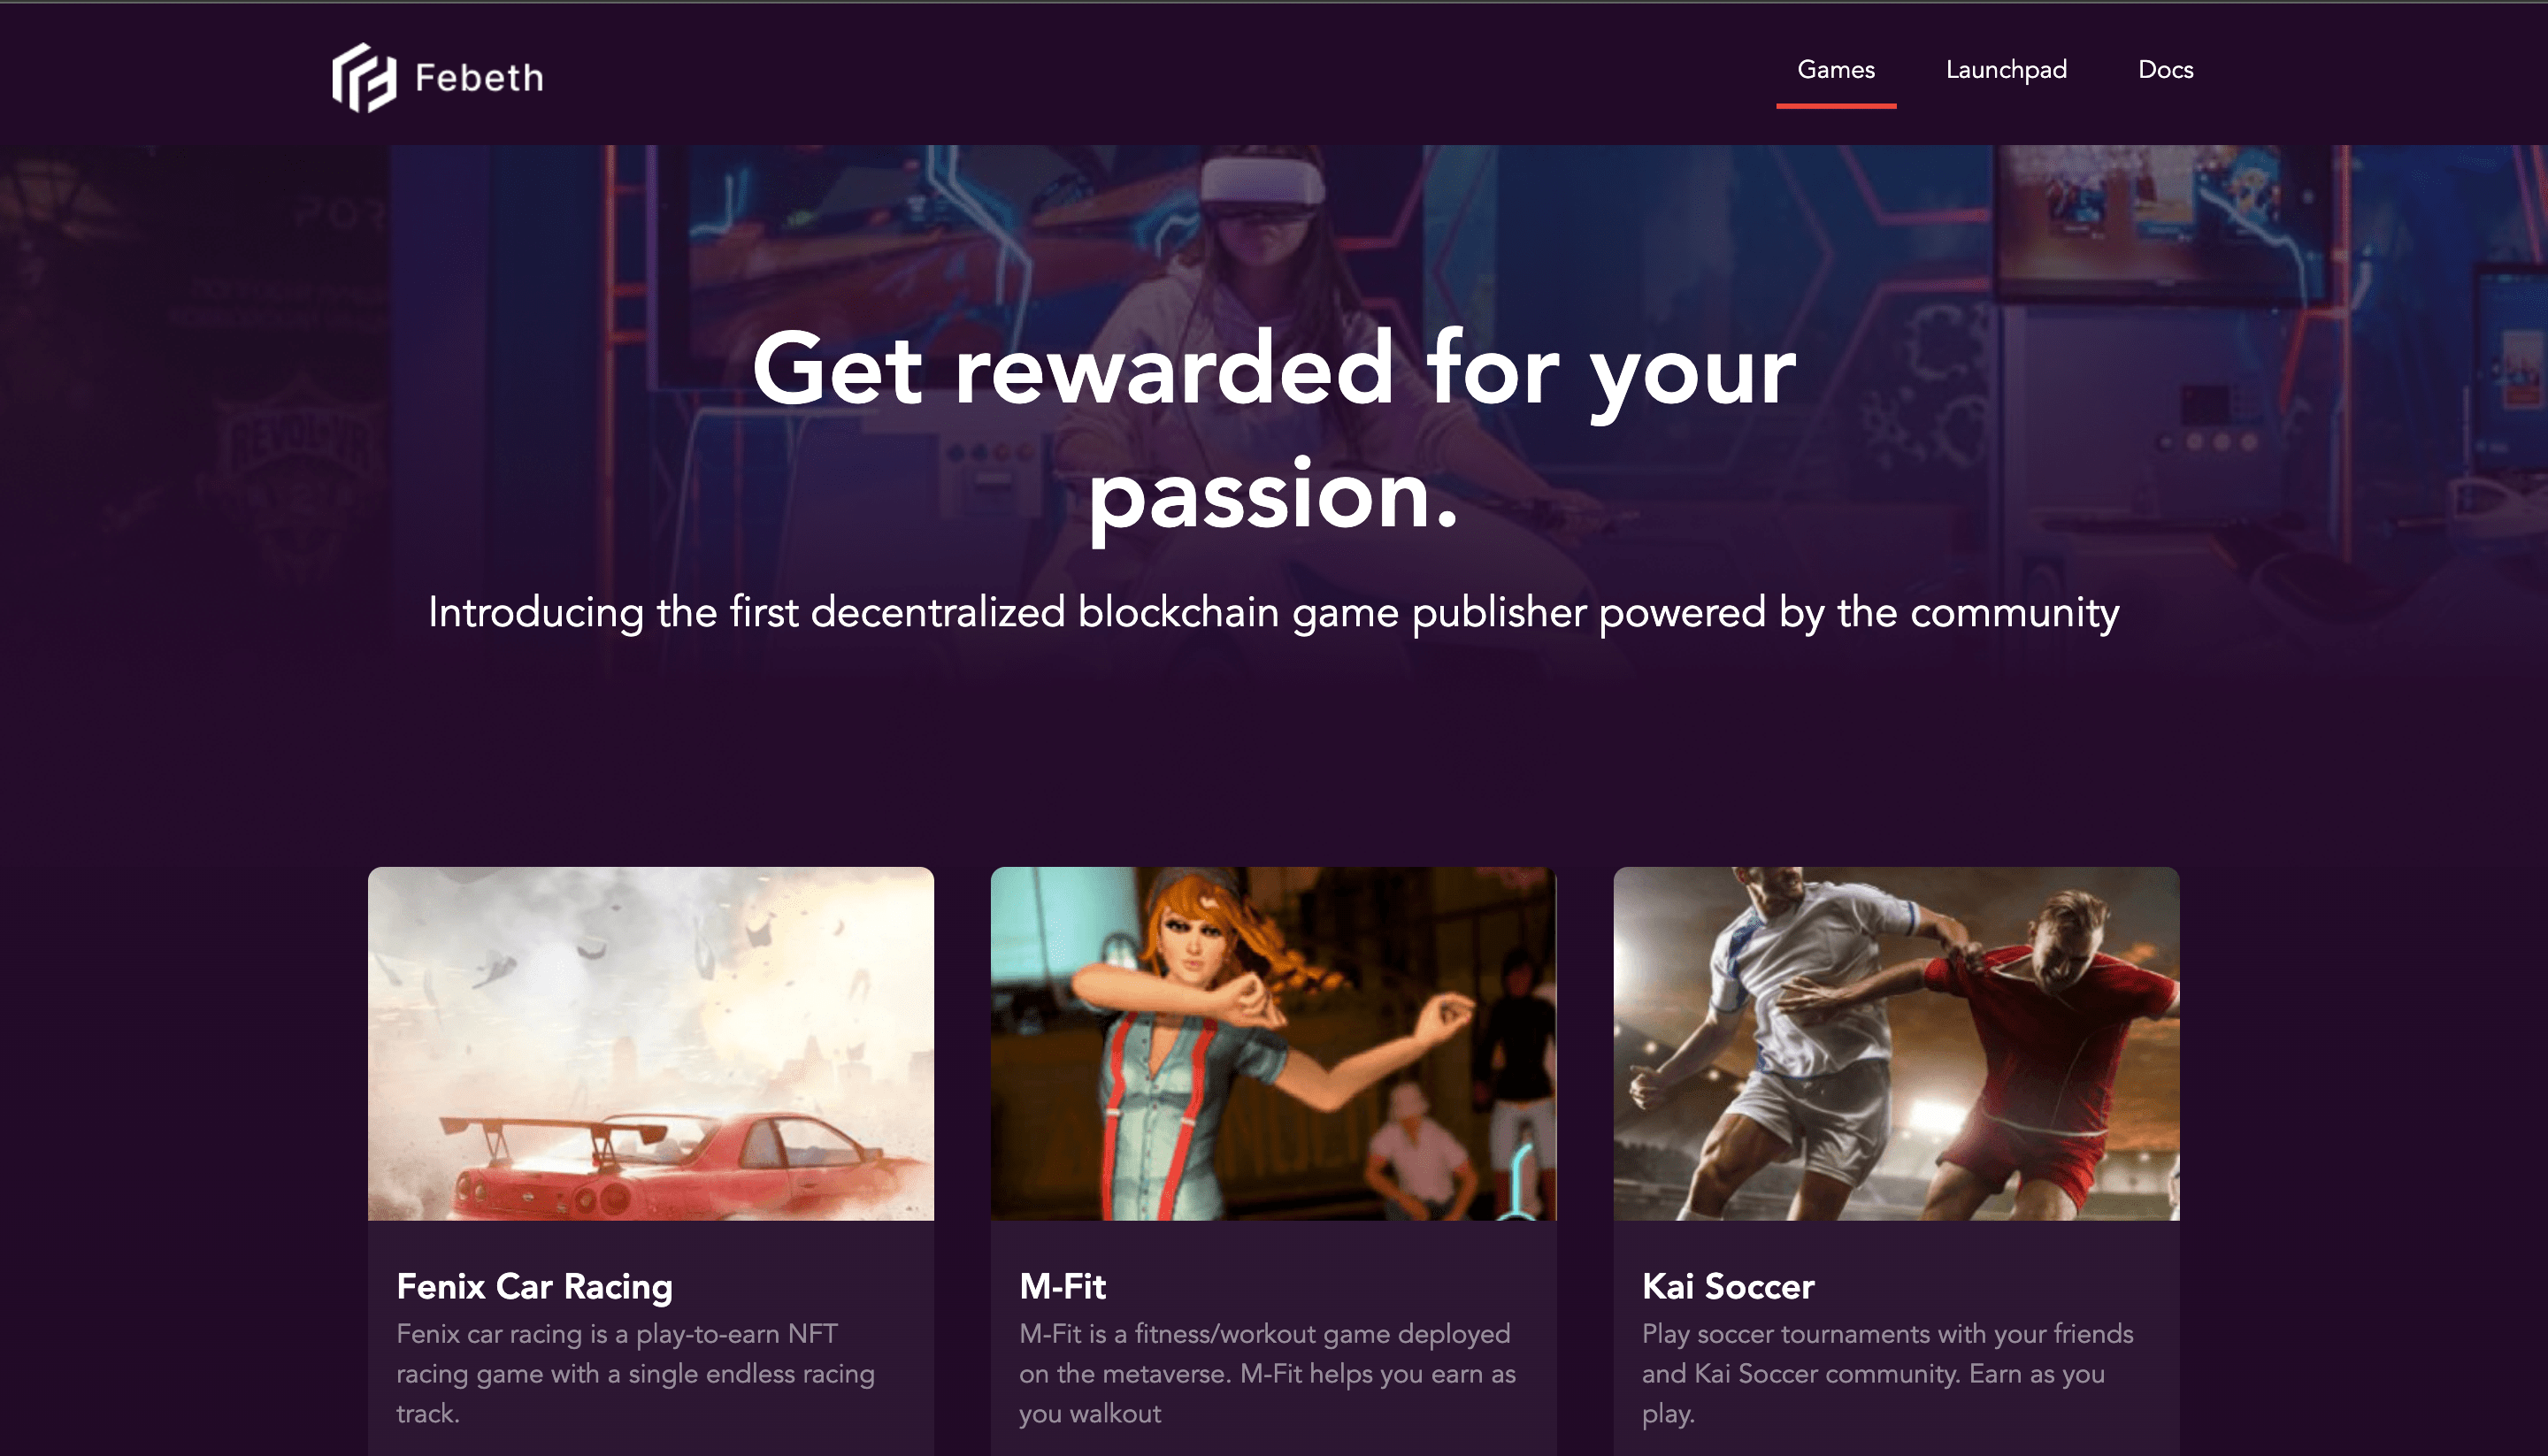 Febeth
Games
Launchpad
Docs
REVOLVER
Get rewarded for your
passion.
Introducing the first decentralized blockchain game publisher powered by the community
Fenix Car Racing
Fenix car racing is a play-to-earn NFT
racing game with a single endless racing
track.
M-Fit
M-Fit is a fitness/workout game deployed
on the metaverse. M-Fit helps you earn as
you walkout
Kai Soccer
Play soccer tournaments with your friends
and Kai Soccer community. Earn as you
play.